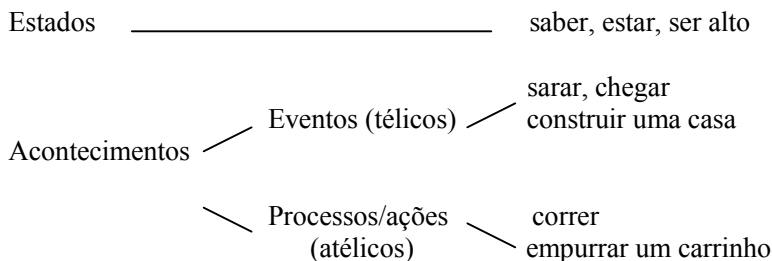 Estados saber, estar, ser alto
sarar, chegar
Eventos (télicos) construir uma casa
Acontecimentos
Processos/ações correr
(atélicos) empurrar um carrinho